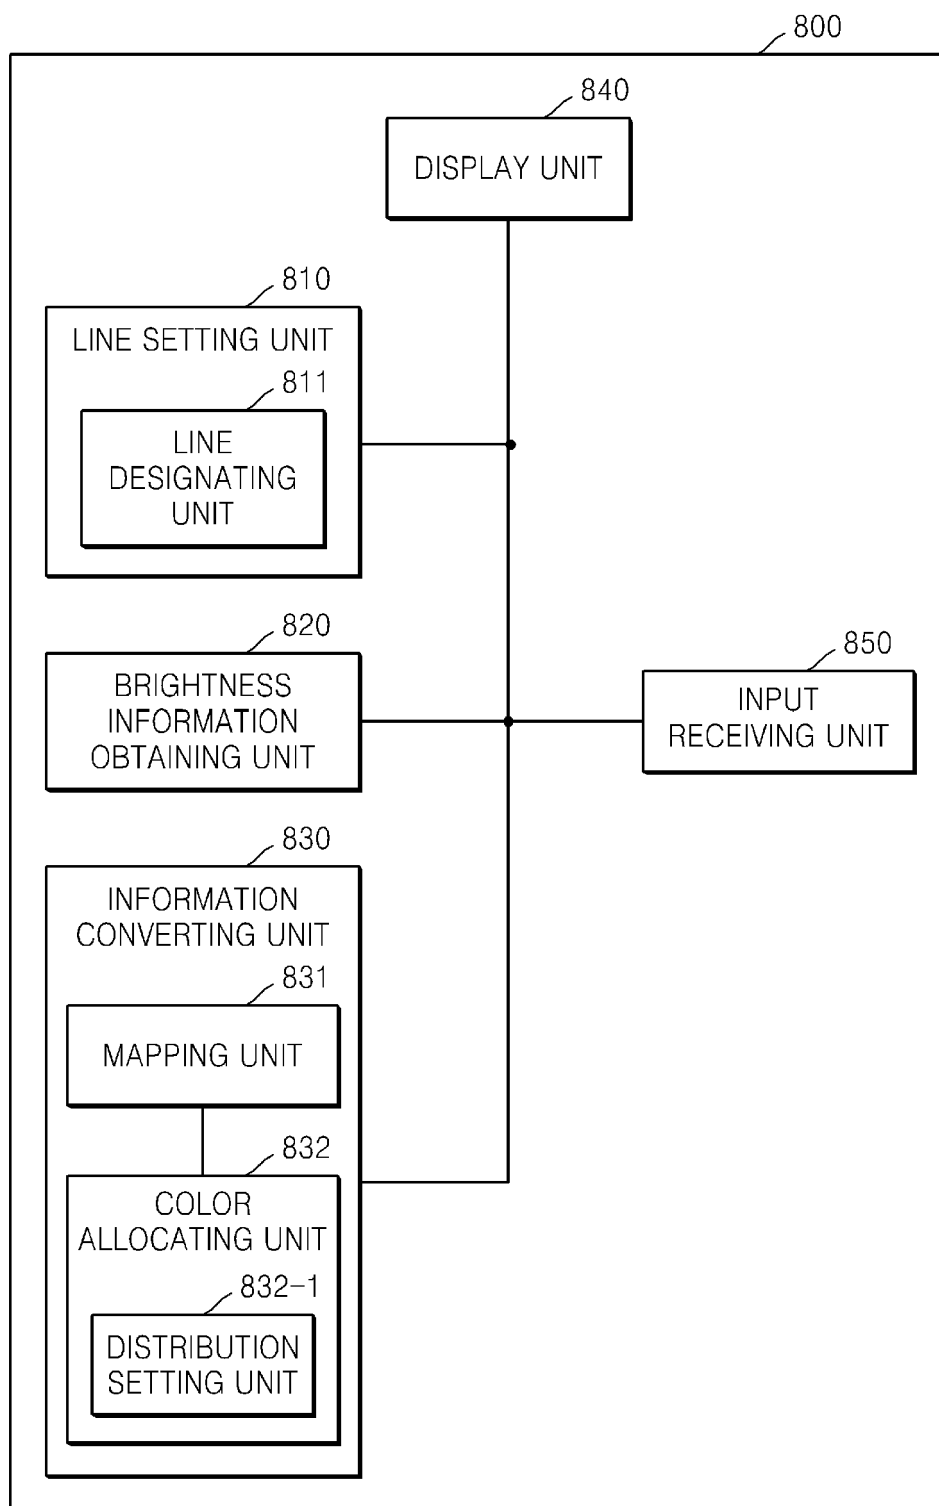 800
840
DISPLAY UNIT
810
LINE SETTING UNIT
811
LINE
DESIGNATING
UNIT
820
BRIGHTNESS
INFORMATION
OBTAINING UNIT
850
INPUT
RECEIVING UNIT
830
INFORMATION
CONVERTING UNIT
831
MAPPING UNIT
832
COLOR
ALLOCATING UNIT
832-1
DISTRIBUTION
SETTING UNIT